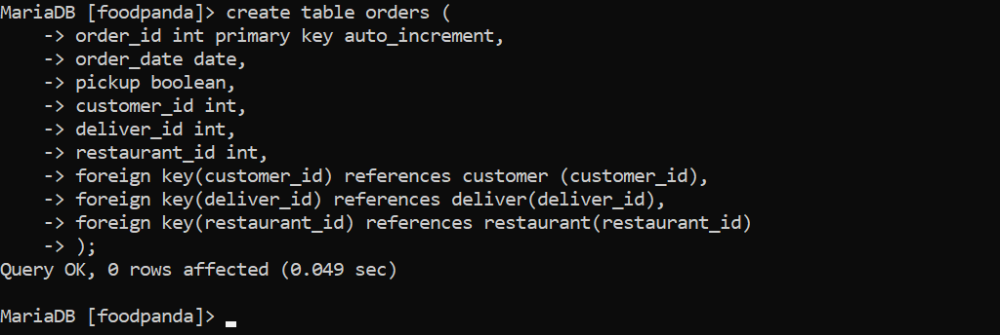 MariaDB [foodpanda]> create table orders (
    -> order_id int primary key auto_increment,
    -> order_date date,
    -> pickup boolean,
    -> customer_id int,
    -> deliver_id int,
    -> restaurant_id int,
    -> foreign key(customer_id) references customer (customer_id),
    -> foreign key(deliver_id) references deliver(deliver_id),
    -> foreign key(restaurant_id) references restaurant(restaurant_id)
    -> );
Query OK, 0 rows affected (0.049 sec)

MariaDB [foodpanda]>